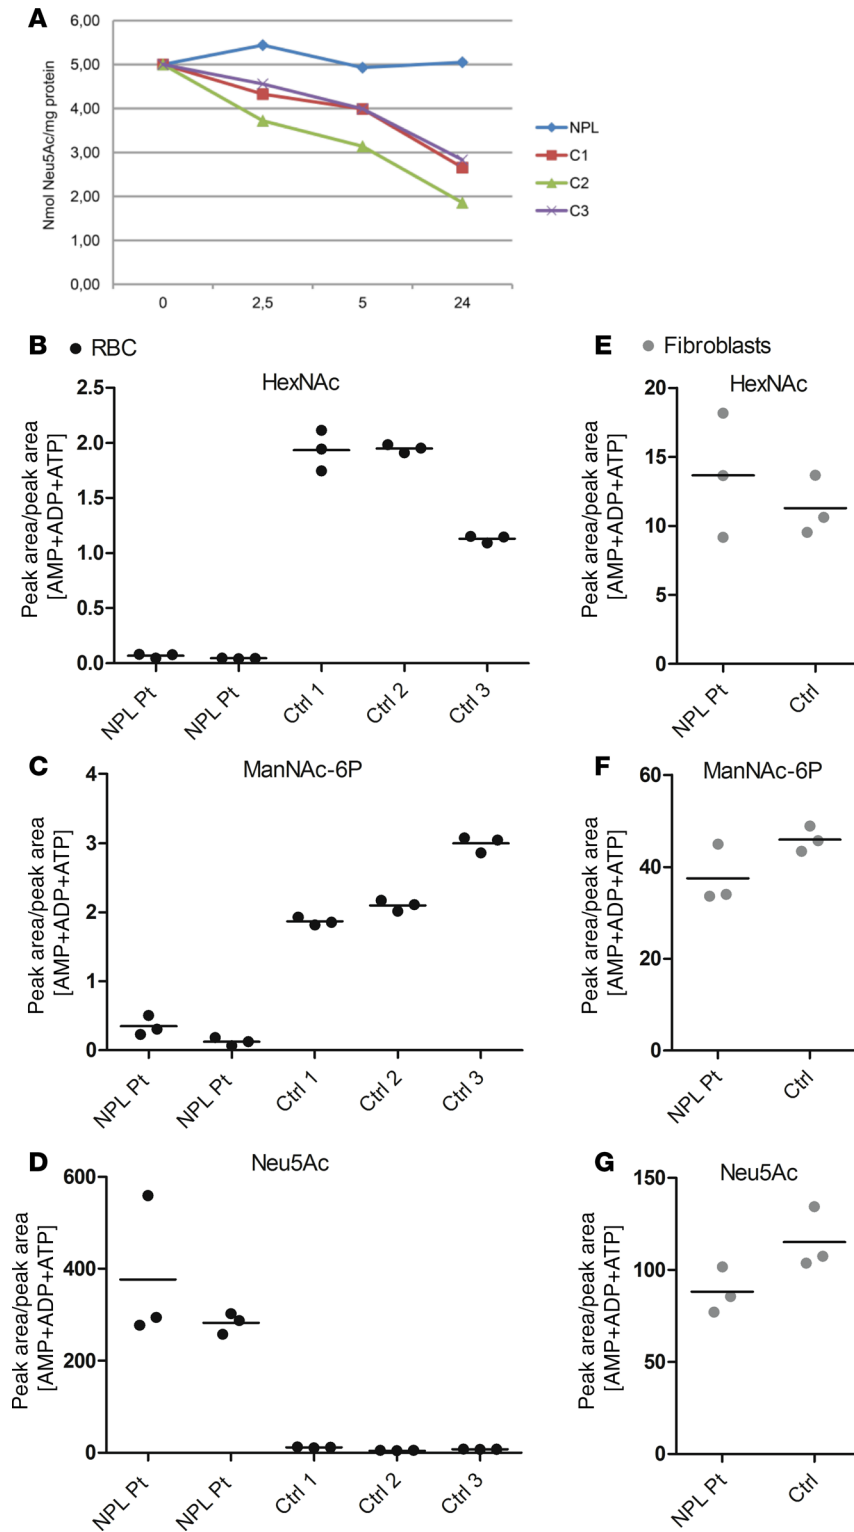 A
Nmol Neu5Ac/mg protein
6,00
5,00
4,00
3,00
2,00
1,00
0,00
0 2,5 5 24
NPL
C1
C2
C3
B RBC
HexNAc
Peak area/peak area
[AMP+ADP+ATP]
2.5
2.0
1.5
1.0
0.5
0.0
NPL Pt NPL Pt Ctrl 1 Ctrl 2 Ctrl 3
E Fibroblasts
HexNAc
Peak area/peak area
[AMP+ADP+ATP]
20
15
10
5
0
NPL Pt Ctrl
C
ManNAc-6P
Peak area/peak area
[AMP+ADP+ATP]
4
3
2
1
0
NPL Pt NPL Pt Ctrl 1 Ctrl 2 Ctrl 3
F
ManNAc-6P
Peak area/peak area
[AMP+ADP+ATP]
60
40
20
0
NPL Pt Ctrl
D
Neu5Ac
Peak area/peak area
[AMP+ADP+ATP]
600
400
200
0
NPL Pt NPL Pt Ctrl 1 Ctrl 2 Ctrl 3
G
Neu5Ac
Peak area/peak area
[AMP+ADP+ATP]
150
100
50
0
NPL Pt Ctrl